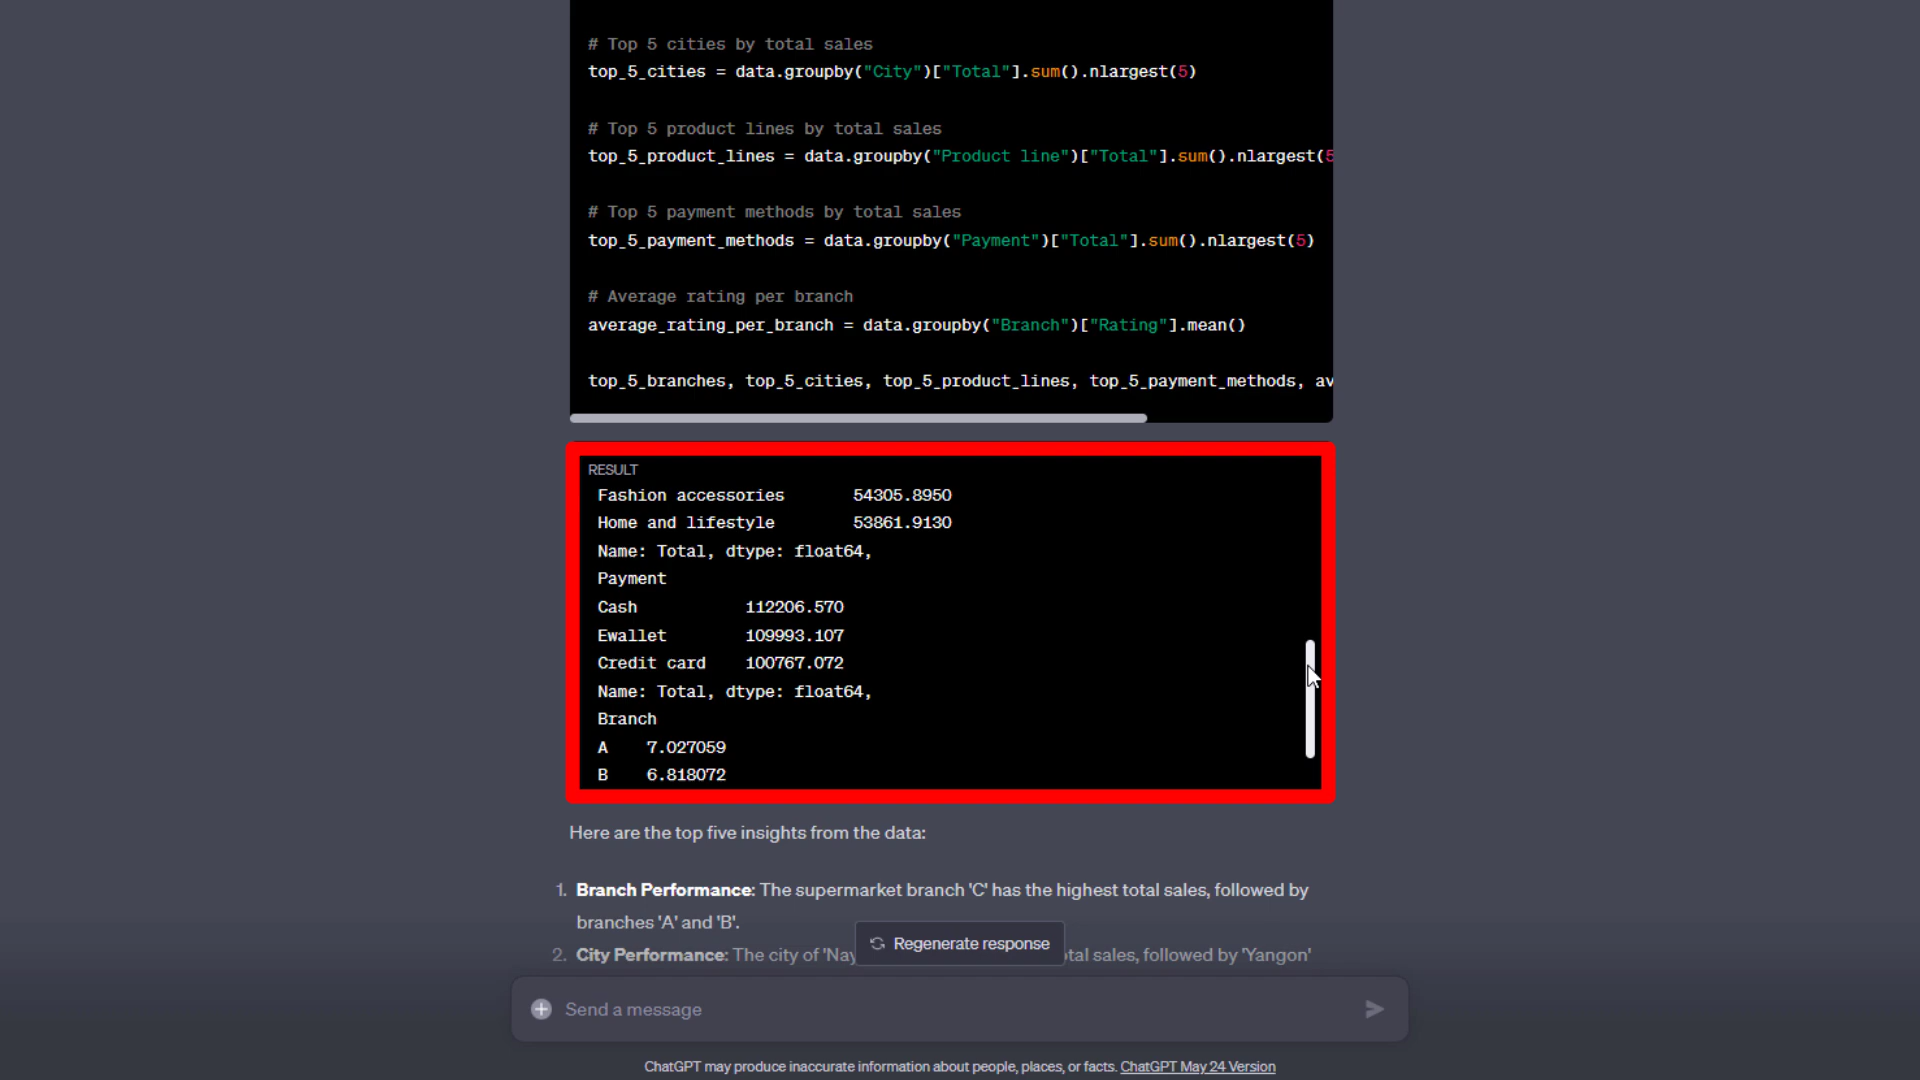 # Top 5 cities by total sales
top_5_cities = data.groupby("City")["Total"].sum().nlargest(5)
# Top 5 product lines by total sales
top_5_product_lines = data.groupby("Product line")["Total"].sum().nlargest(5
# Top 5 payment methods by total sales
top_5_payment_methods = data.groupby("Payment")["Total"].sum().nlargest(5)
# Average rating per branch
average_rating_per_branch = data.groupby("Branch")["Rating"].mean()
top_5_branches, top_5_cities, top_5_product_lines, top_5_payment_methods, av
RESULT
Fashion accessories 54305.8950
Home and lifestyle 53861.9130
Name: Total, dtype: float64,
Payment
Cash 112206.570
Ewallet 109993.107
Credit card 100767.072
Name: Total, dtype: float64,
Branch
A 7.027059
B 6.818072
Here are the top five insights from the data:
1. Branch Performance: The supermarket branch 'C' has the highest total sales, followed by
branches 'A' and 'B'.
Regenerate response
2. City Performance: The city of 'Nay tal sales, followed by 'Yangon'
Send a message
ChatGPT may produce inaccurate information about people, places, or facts. ChatGPT May 24 Version